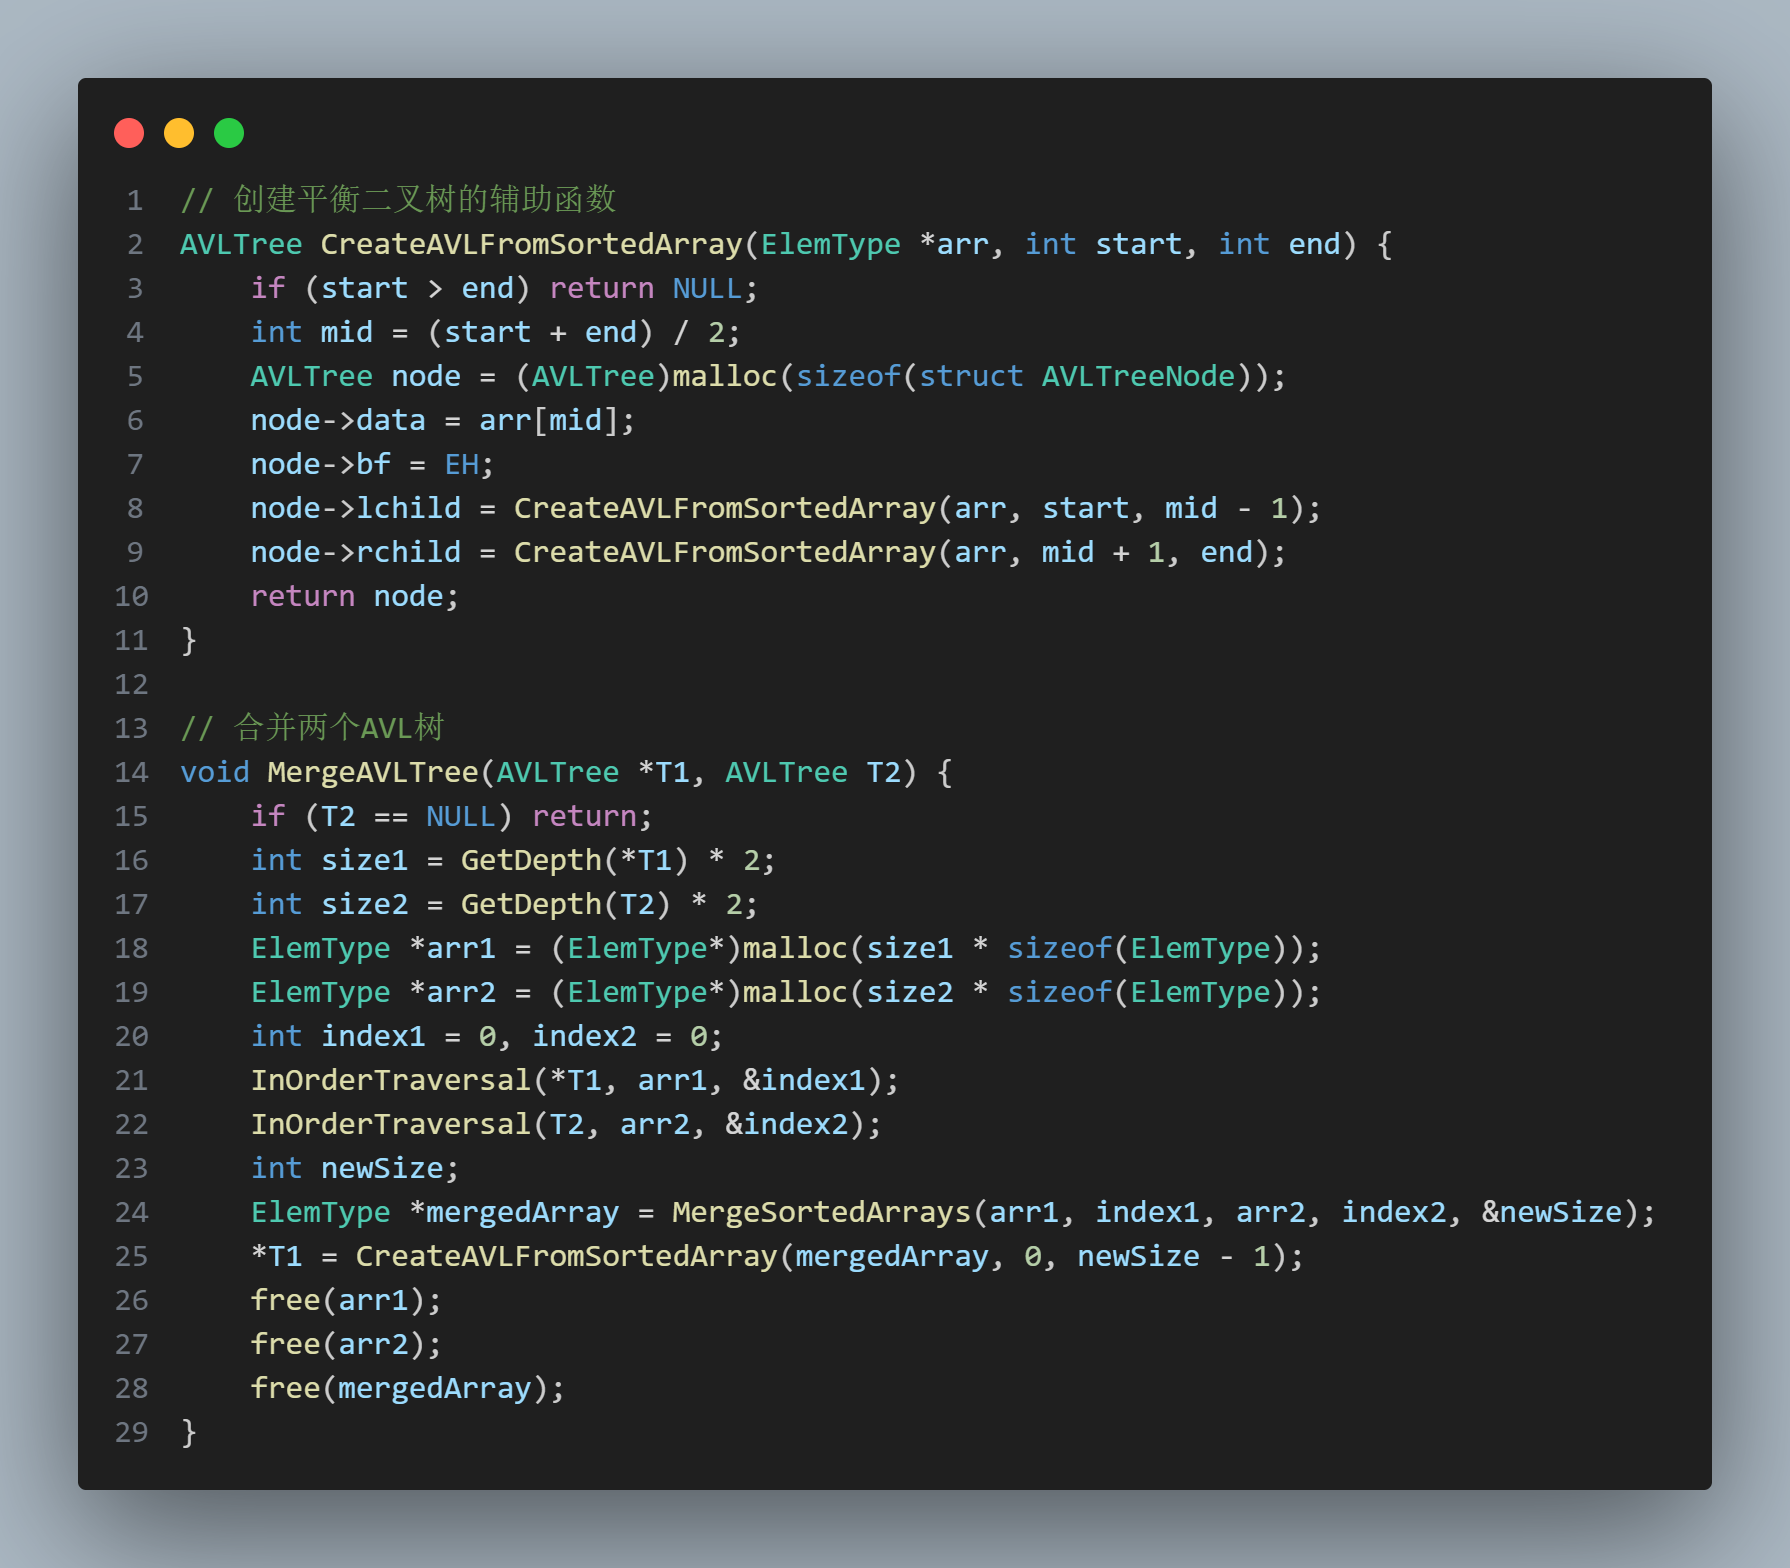 1 // 创建平衡二叉树的辅助函数
2 AVLTree CreateAVLFromSortedArray(ElemType *arr, int start, int end) {
3     if (start > end) return NULL;
4     int mid = (start + end) / 2;
5     AVLTree node = (AVLTree)malloc(sizeof(struct AVLTreeNode));
6     node->data = arr[mid];
7     node->bf = EH;
8     node->lchild = CreateAVLFromSortedArray(arr, start, mid - 1);
9     node->rchild = CreateAVLFromSortedArray(arr, mid + 1, end);
10     return node;
11 }
12
13 // 合并两个AVL树
14 void MergeAVLTree(AVLTree *T1, AVLTree T2) {
15     if (T2 == NULL) return;
16     int size1 = GetDepth(*T1) * 2;
17     int size2 = GetDepth(T2) * 2;
18     ElemType *arr1 = (ElemType*)malloc(size1 * sizeof(ElemType));
19     ElemType *arr2 = (ElemType*)malloc(size2 * sizeof(ElemType));
20     int index1 = 0, index2 = 0;
21     InOrderTraversal(*T1, arr1, &index1);
22     InOrderTraversal(T2, arr2, &index2);
23     int newSize;
24     ElemType *mergedArray = MergeSortedArrays(arr1, index1, arr2, index2, &newSize);
25     *T1 = CreateAVLFromSortedArray(mergedArray, 0, newSize - 1);
26     free(arr1);
27     free(arr2);
28     free(mergedArray);
29 }